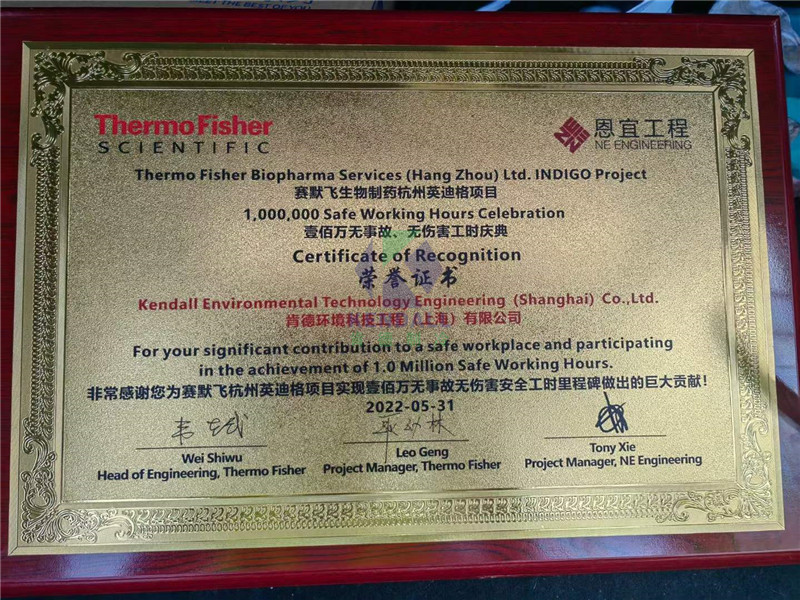 MEET THE BEST OF YOU
ThermoFisher
SCIENTIFIC
恩宜工程
NE ENGINEERING
Thermo Fisher Biopharma Services (Hang Zhou) Ltd. INDIGO Project
赛默飞生物制药杭州英迪格项目
1,000,000 Safe Working Hours Celebration
壹佰万无事故、无伤害工时庆典
Certificate of Recognition
荣誉证书
Kendall Environmental Technology Engineering (Shanghai) Co.,Ltd.
肯德环境科技工程（上海）有限公司
For your significant contribution to a safe workplace and participating
in the achievement of 1.0 Million Safe Working Hours.
非常感谢您为赛默飞杭州英迪格项目实现壹佰万无事故无伤害安全工时里程碑做出的巨大贡献！
2022-05-31
Wei Shiwu
Head of Engineering, Thermo Fisher
Leo Geng
Project Manager, Thermo Fisher
Tony Xie
Project Manager, NE Engineering